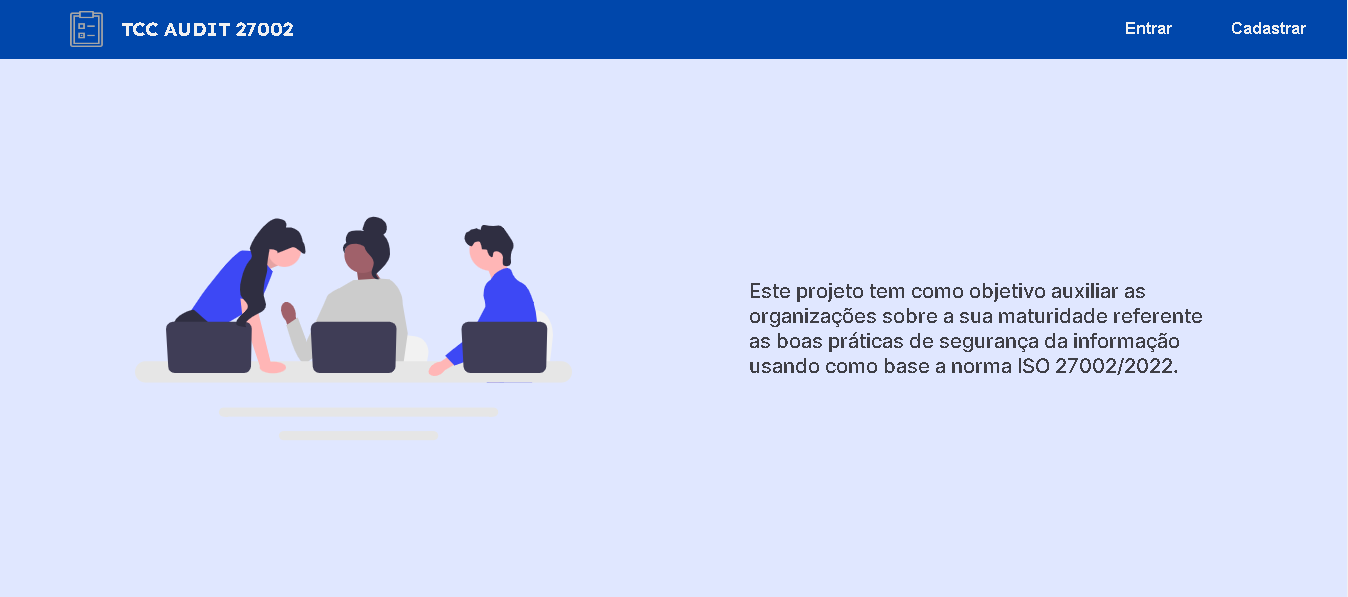 TCC AUDIT 27002
Entrar
Cadastrar
Este projeto tem como objetivo auxiliar as
organizações sobre a sua maturidade referente
as boas práticas de segurança da informação
usando como base a norma ISO 27002/2022.